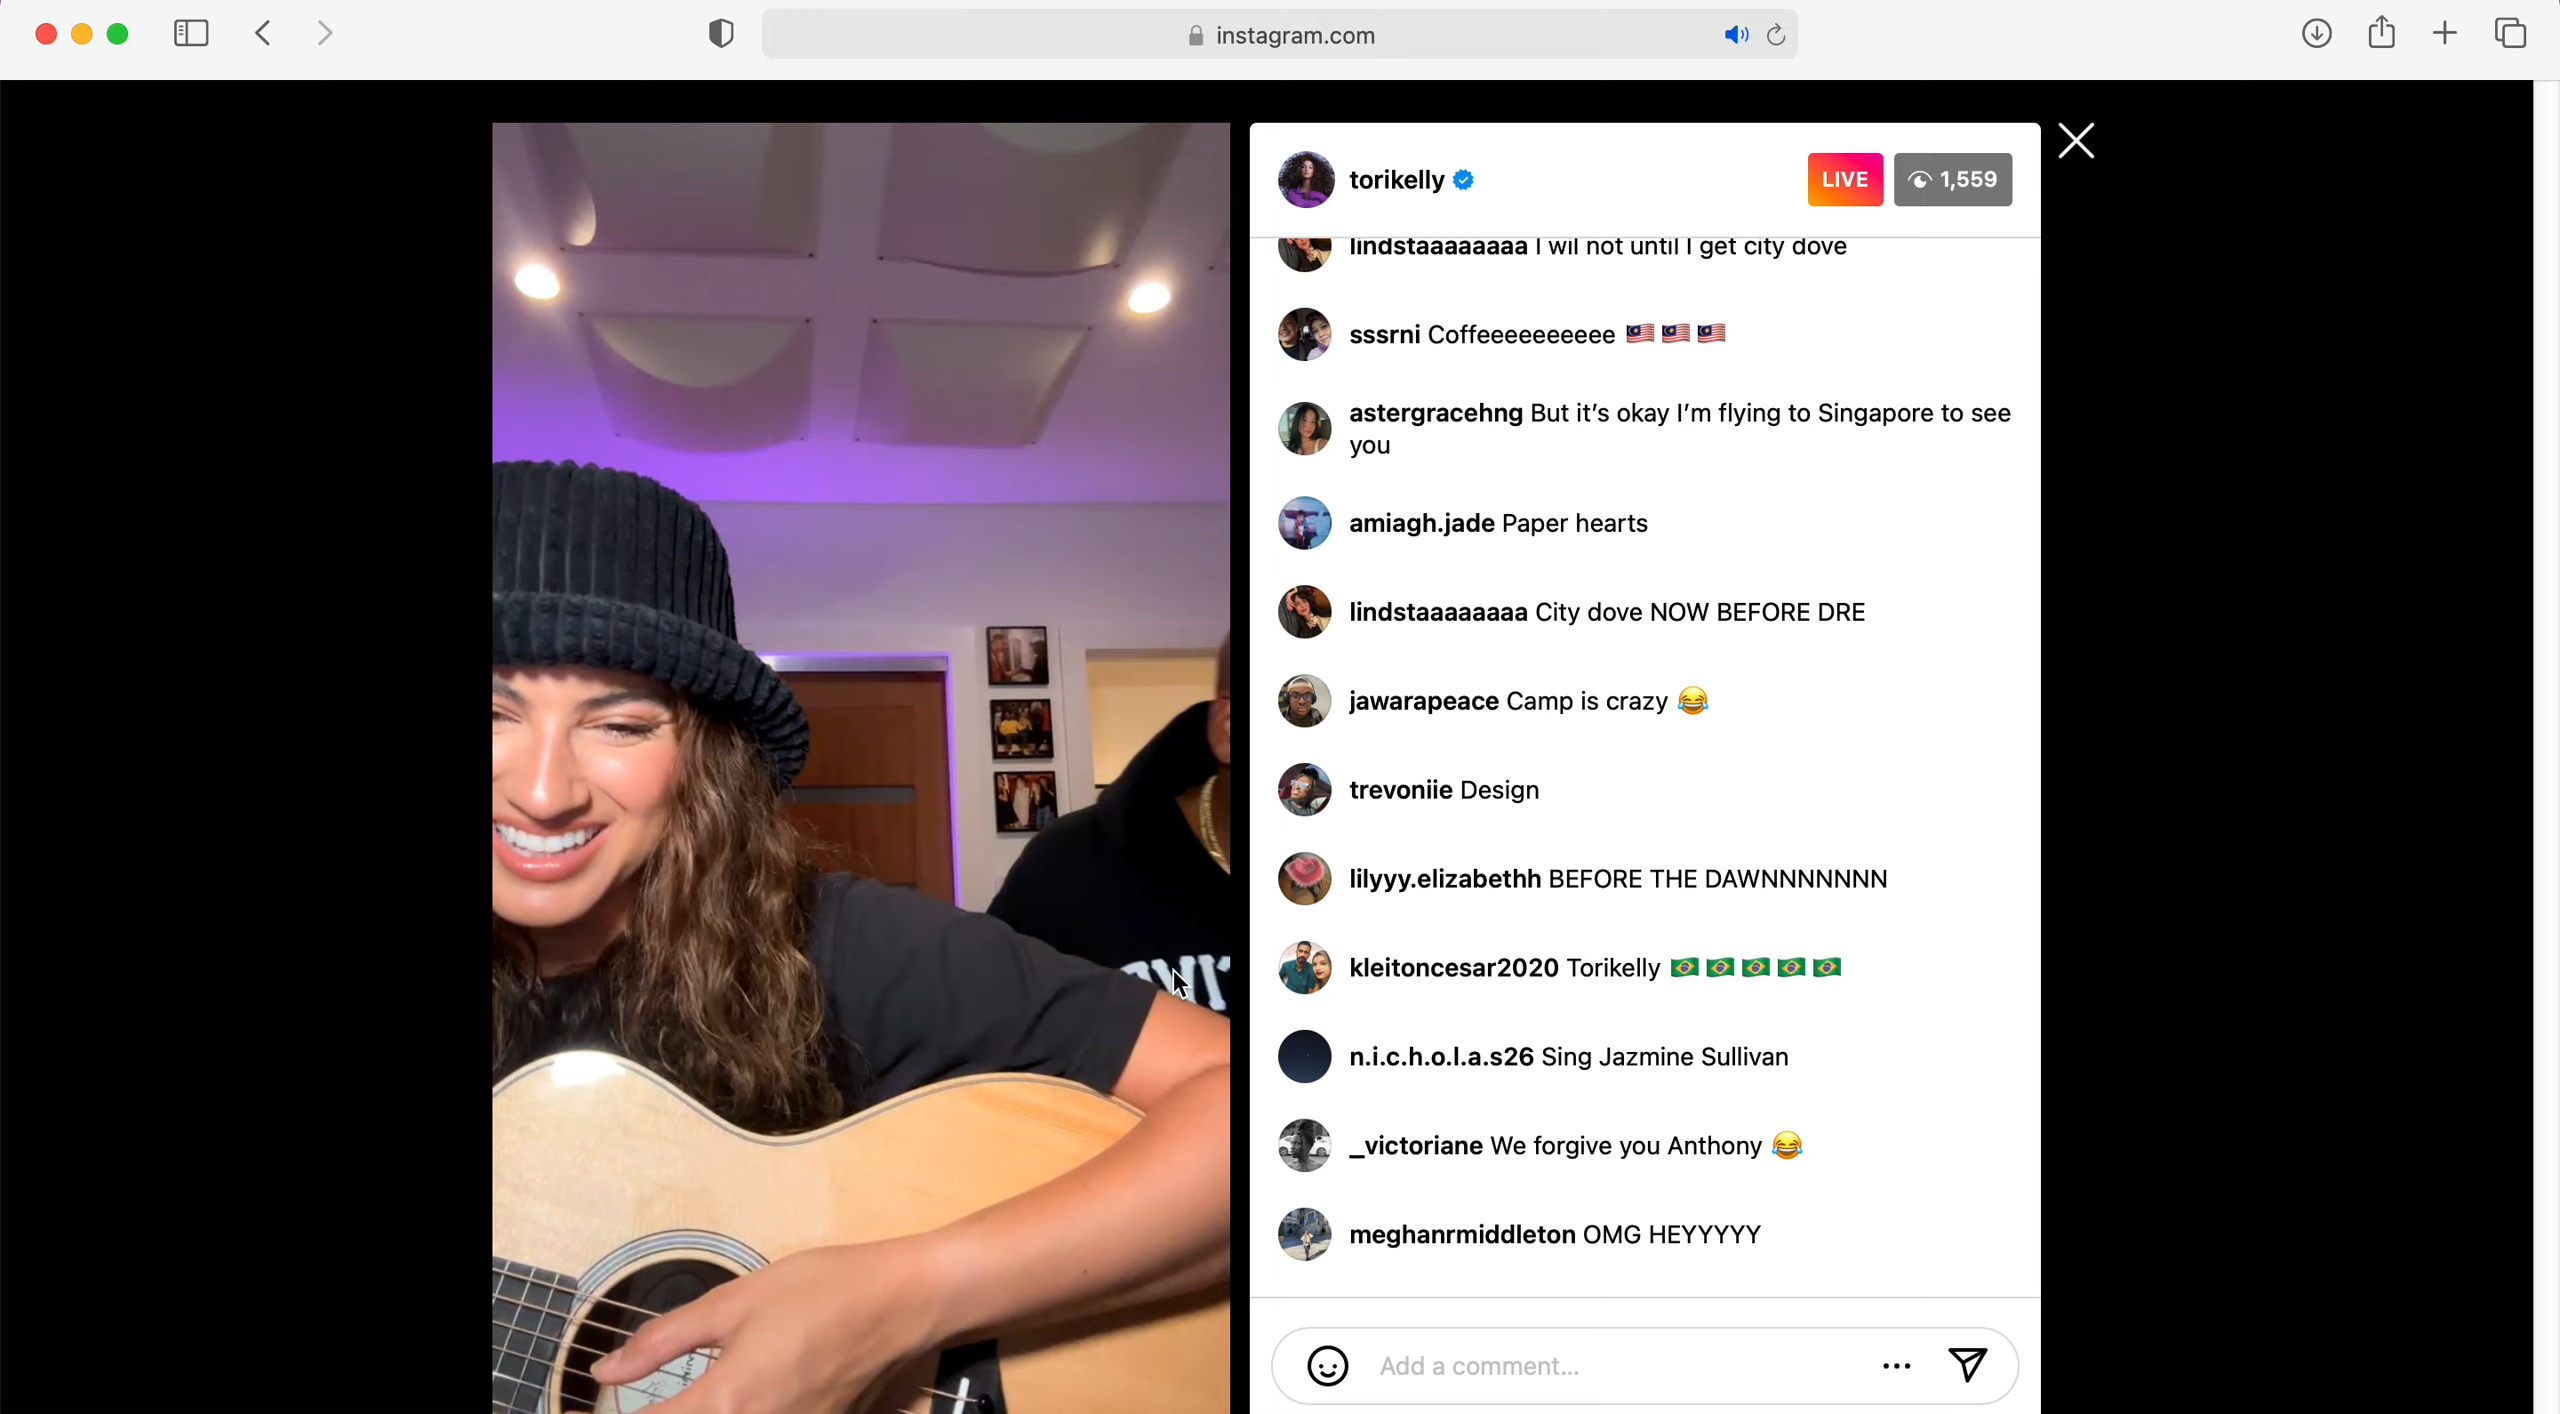 instagram.com
torikelly
LIVE
1,559
lindstaaaaaaaa I wil not until I get city dove
sssrni Coffeeeeeeeeee 🇲🇾 🇲🇾 🇲🇾
astergracehng But it's okay I'm flying to Singapore to see
you
amiagh.jade Paper hearts
lindstaaaaaaaa City dove NOW BEFORE DRE
jawarapeace Camp is crazy 😂
trevoniie Design
lilyyy.elizabethh BEFORE THE DAWNNNNNNN
kleitoncesar2020 Torikelly 🇧🇷 🇧🇷 🇧🇷 🇧🇷 🇧🇷
n.i.c.h.o.l.a.s26 Sing Jazmine Sullivan
_victoriane We forgive you Anthony 😂
meghanrmiddleton OMG HEYYYYY
Add a comment...